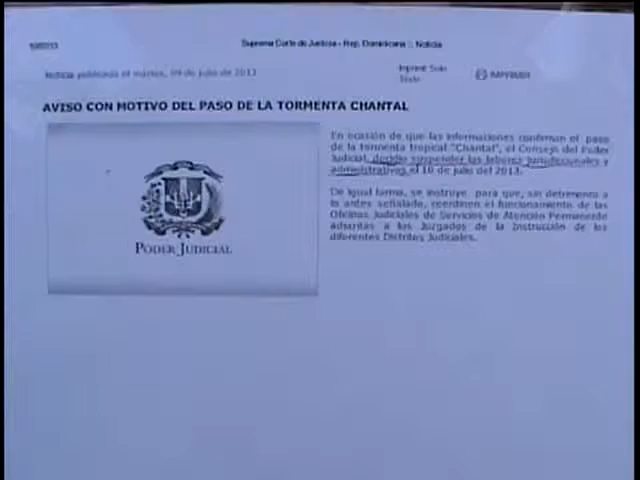 Suprema Corte de Justicia - Rep. Dominicana :: Noticia
Noticia publicada el martes, 09 de julio de 2013
Imprimir Solo
Texto
IMPRIMIR
AVISO CON MOTIVO DEL PASO DE LA TORMENTA CHANTAL
En ocasión de que las informaciones confirman el paso
de la tormenta tropical "Chantal", el Consejo del Poder
Judicial, decidió suspender las labores jurisdiccionales y
administrativas, el 10 de julio del 2013.
De igual forma, se instruye para que, sin detrimento a
lo antes señalado, coordinen el funcionamiento de las
Oficinas Judiciales de Servicios de Atención Permanente
adscritas a los Juzgados de la Instrucción de los
diferentes Distritos Judiciales.
PODER JUDICIAL